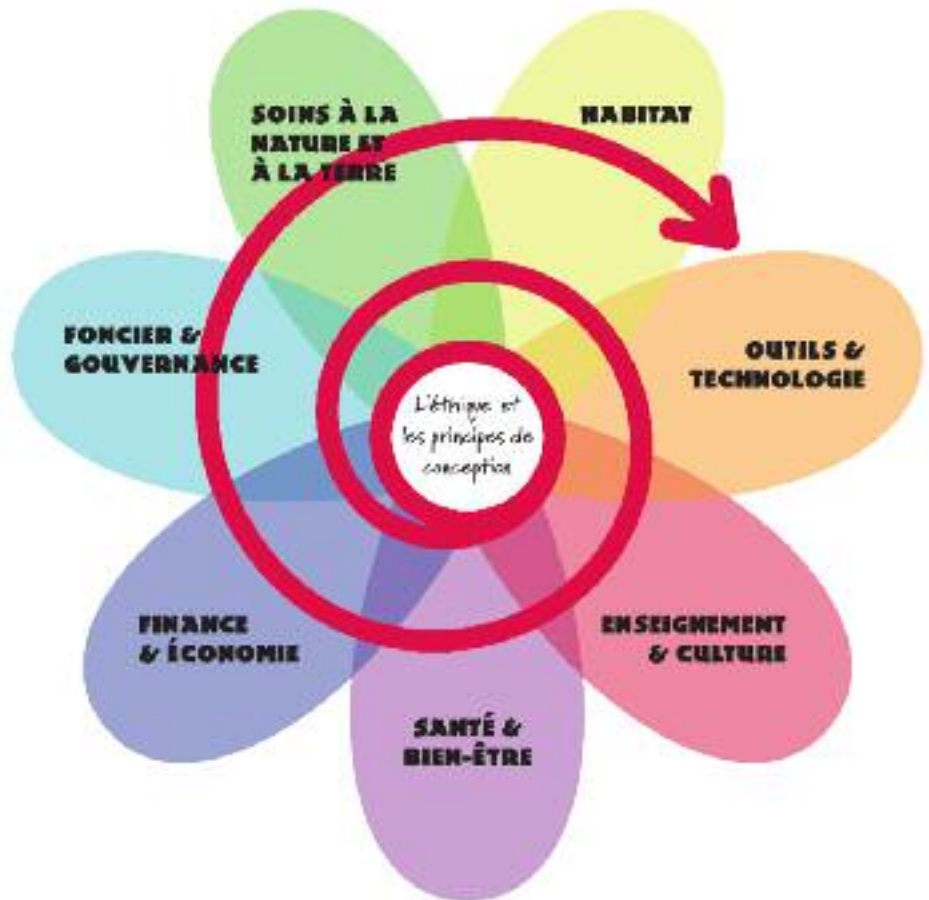 SOINS À LA
NATURE ET
À LA TERRE
HABITAT
OUTILS &
TECHNOLOGIE
ENSEIGNEMENT
& CULTURE
SANTÉ &
BIEN-ÊTRE
FINANCE
& ÉCONOMIE
FONCIER &
GOUVERNANCE
L'éthique et
les principes de
conception